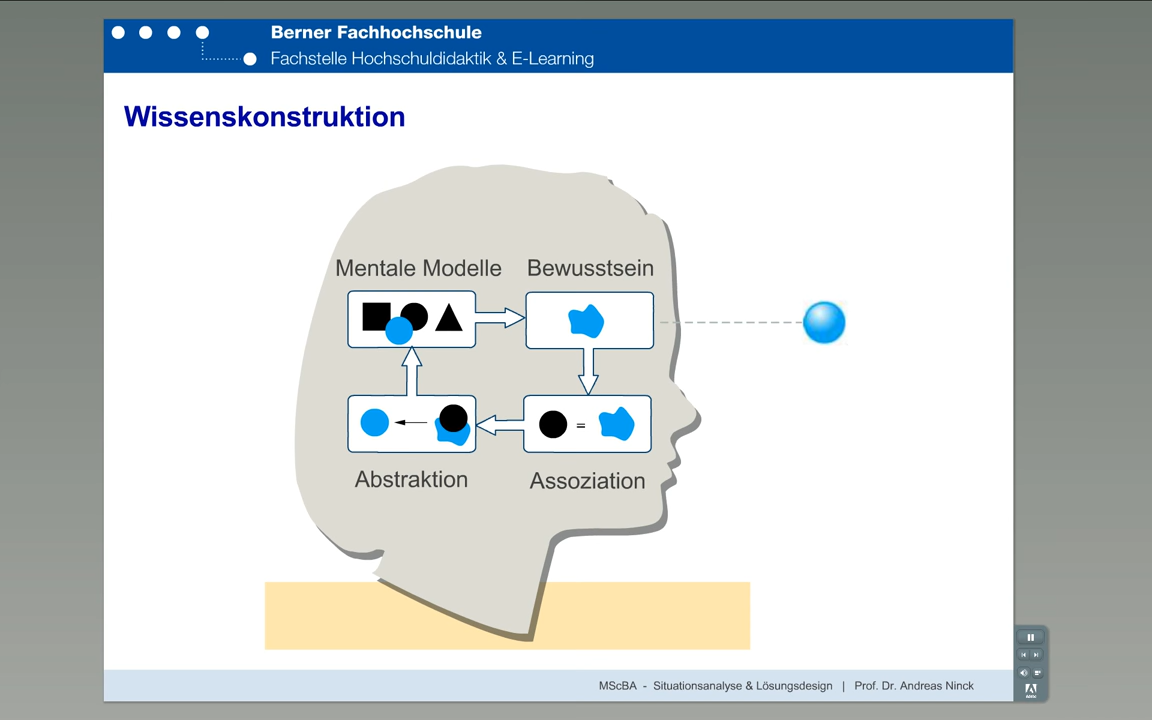 Berner Fachhochschule
Fachstelle Hochschuldidaktik & E-Learning
Wissenskonstruktion
Mentale Modelle
Bewusstsein
=
Abstraktion
Assoziation
MScBA - Situationsanalyse & Lösungsdesign | Prof. Dr. Andreas Ninck